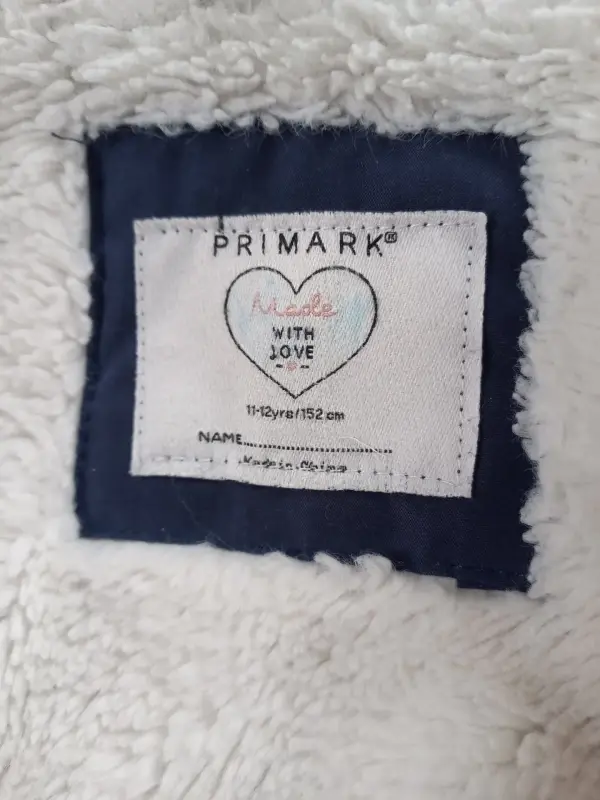 PRIMARK®
Made
WITH
LOVE
11-12yrs/152 cm
NAME
Made in China